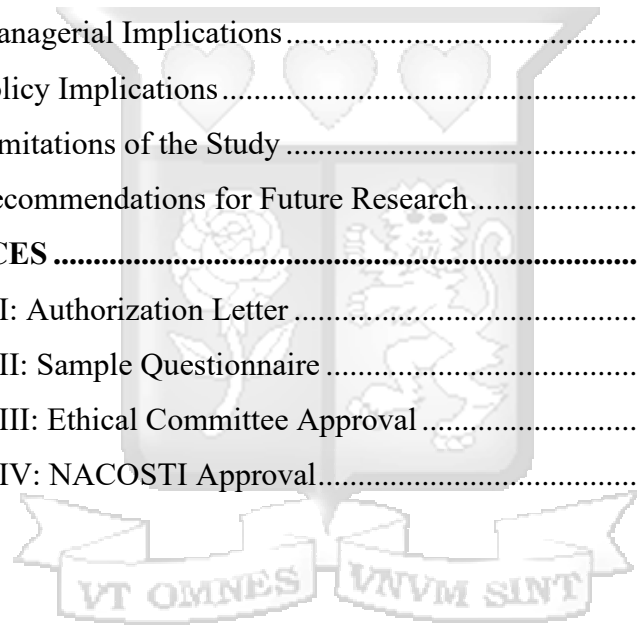 anagerial Implications
olicy Implications
mitations of the Study
ecommendations for Future Research
CES
I: Authorization Letter
II: Sample Questionnaire
III: Ethical Committee Approval
IV: NACOSTI Approval
VT OMNES VNVM SINT